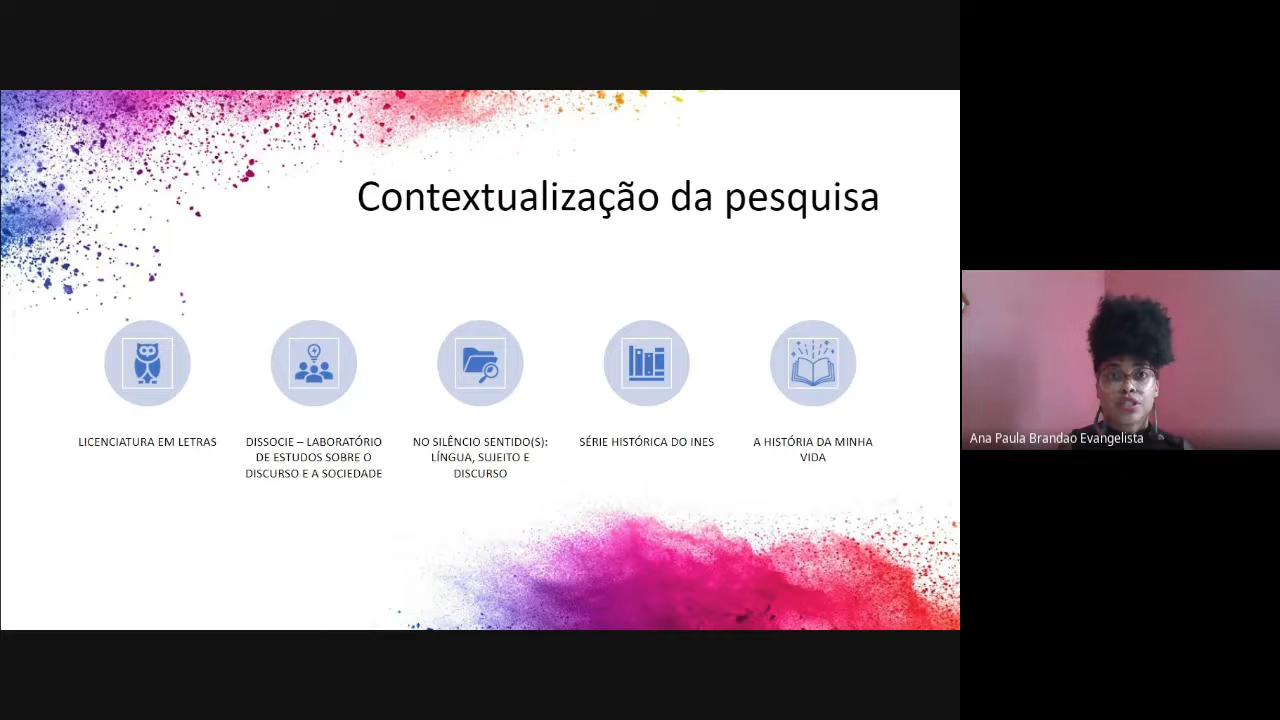 Contextualização da pesquisa
LICENCIATURA EM LETRAS
DISSOCIE – LABORATÓRIO
DE ESTUDOS SOBRE O
DISCURSO E A SOCIEDADE
NO SILÊNCIO SENTIDO(S):
LÍNGUA, SUJEITO E
DISCURSO
SÉRIE HISTÓRICA DO INES
A HISTÓRIA DA MINHA
VIDA
Ana Paula Brandao Evangelista